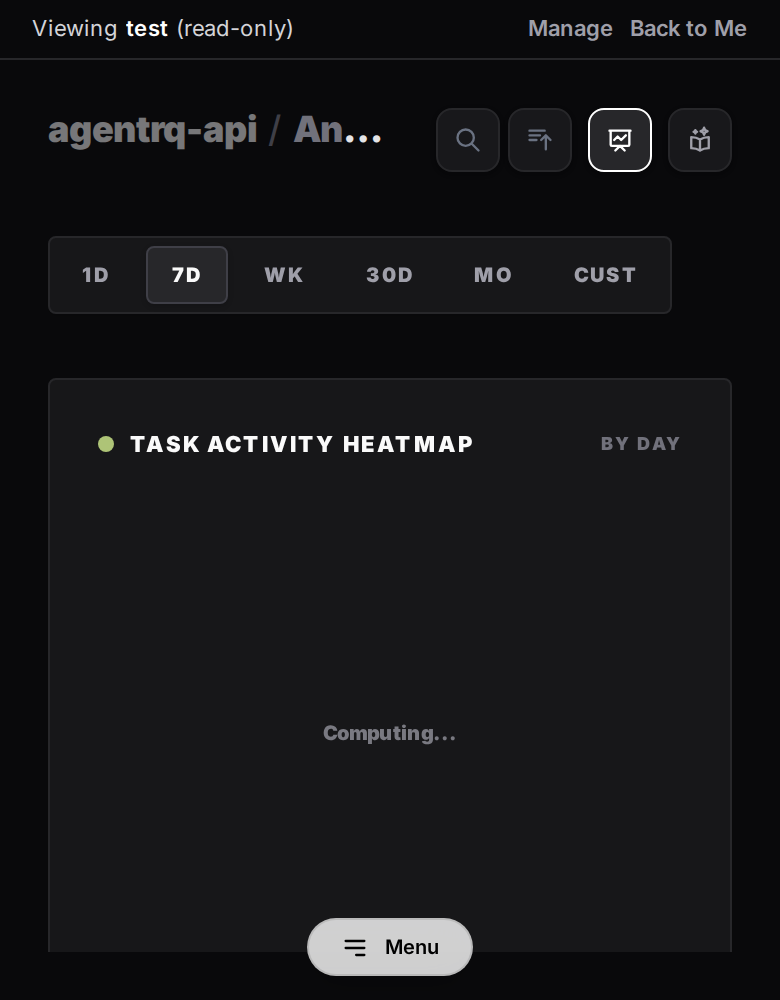 Viewing test (read-only) Manage Back to Me
agentrq-api / An...
1D 7D WK 30D MO CUST
TASK ACTIVITY HEATMAP BY DAY
Computing...
Menu